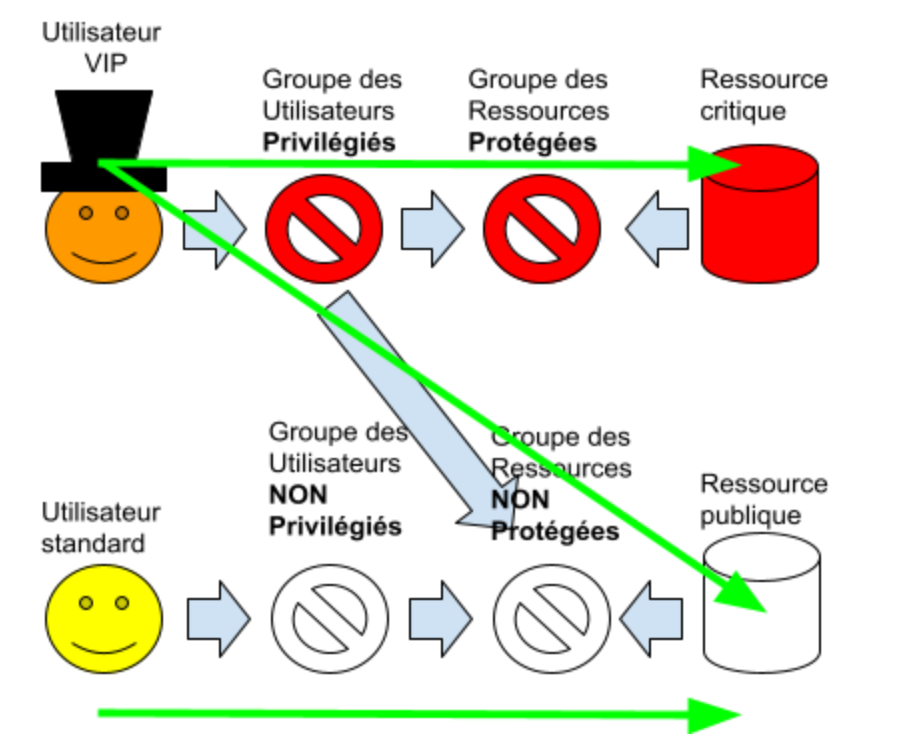 Utilisateur
VIP
Groupe des
Utilisateurs
Privilégiés
Groupe des
Ressources
Protégées
Ressource
critique
Groupe des
Utilisateurs
NON
Privilégiés
Groupe des
Ressources
NON
Protégées
Ressource
publique
Utilisateur
standard